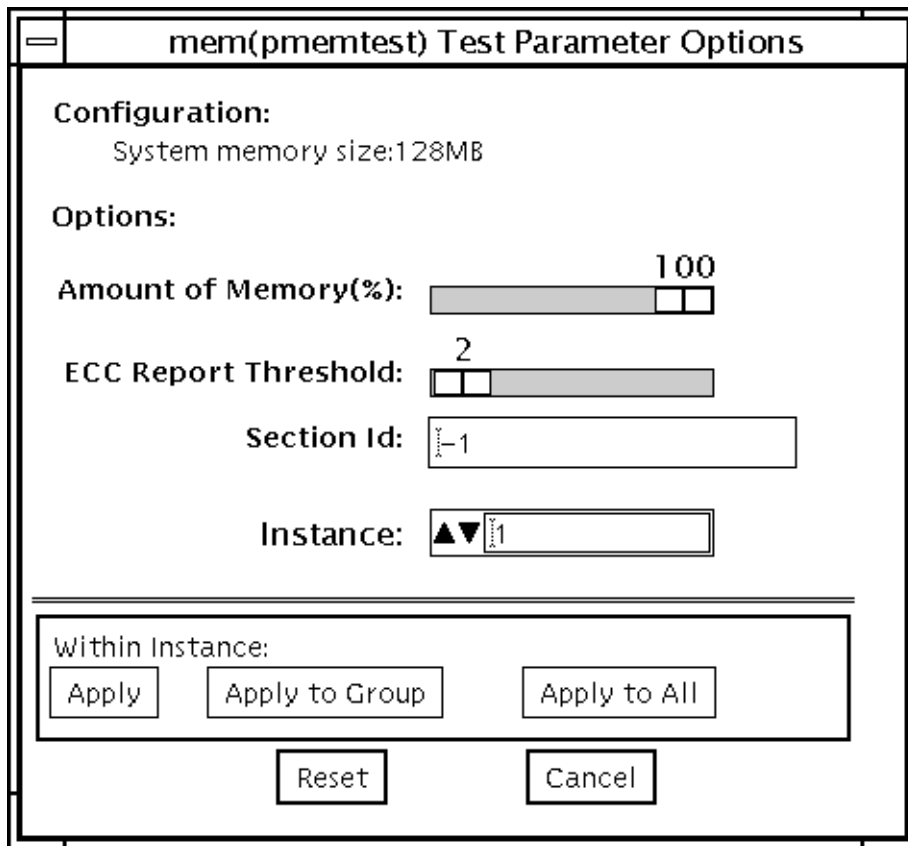 mem(pmemtest) Test Parameter Options
Configuration:
System memory size:128MB
Options:
100
Amount of Memory(%):
2
ECC Report Threshold:
Section Id: -1
Instance: 1
Within Instance:
Apply Apply to Group Apply to All
Reset Cancel